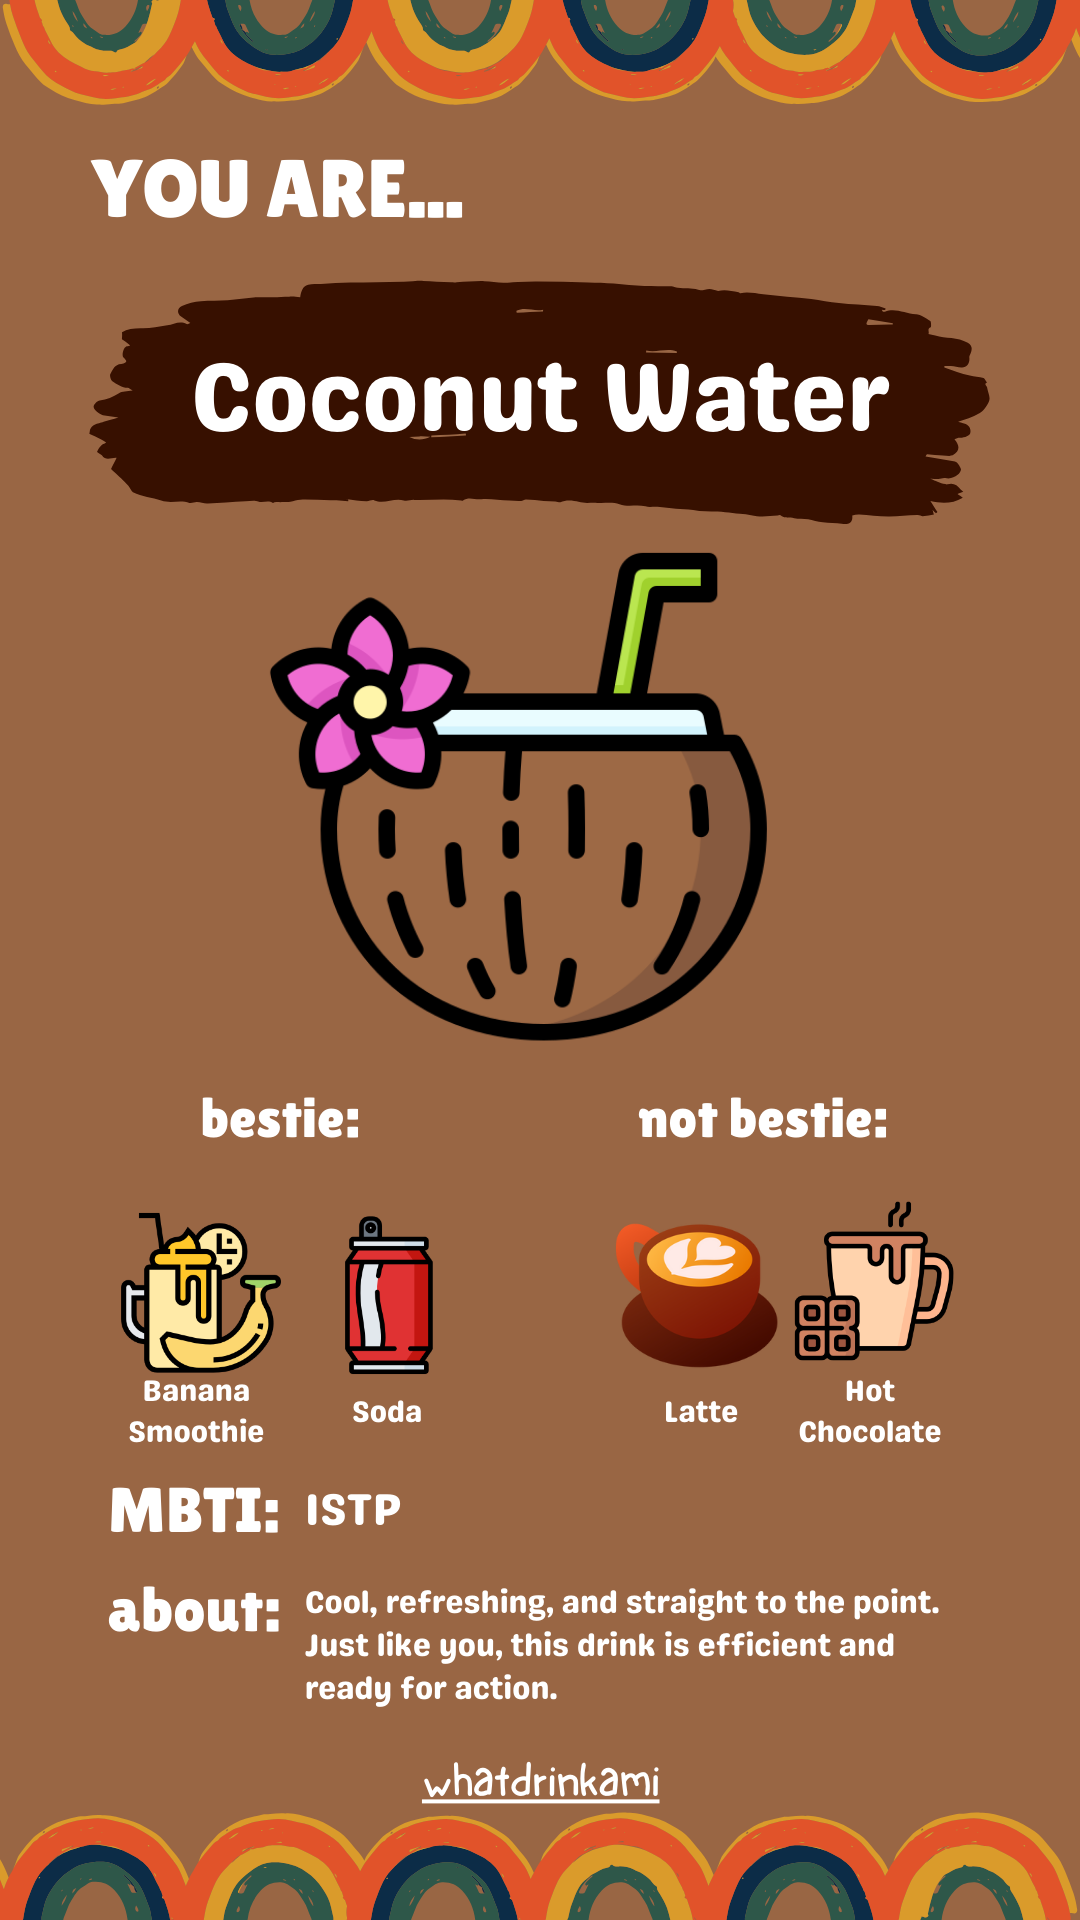 YOU ARE...
Coconut Water
bestie:
not bestie:
Banana
Smoothie
Soda
Latte
Hot
Chocolate
MBTI: ISTP
about: Cool, refreshing, and straight to the point.
Just like you, this drink is efficient and
ready for action.
whatdrinkami